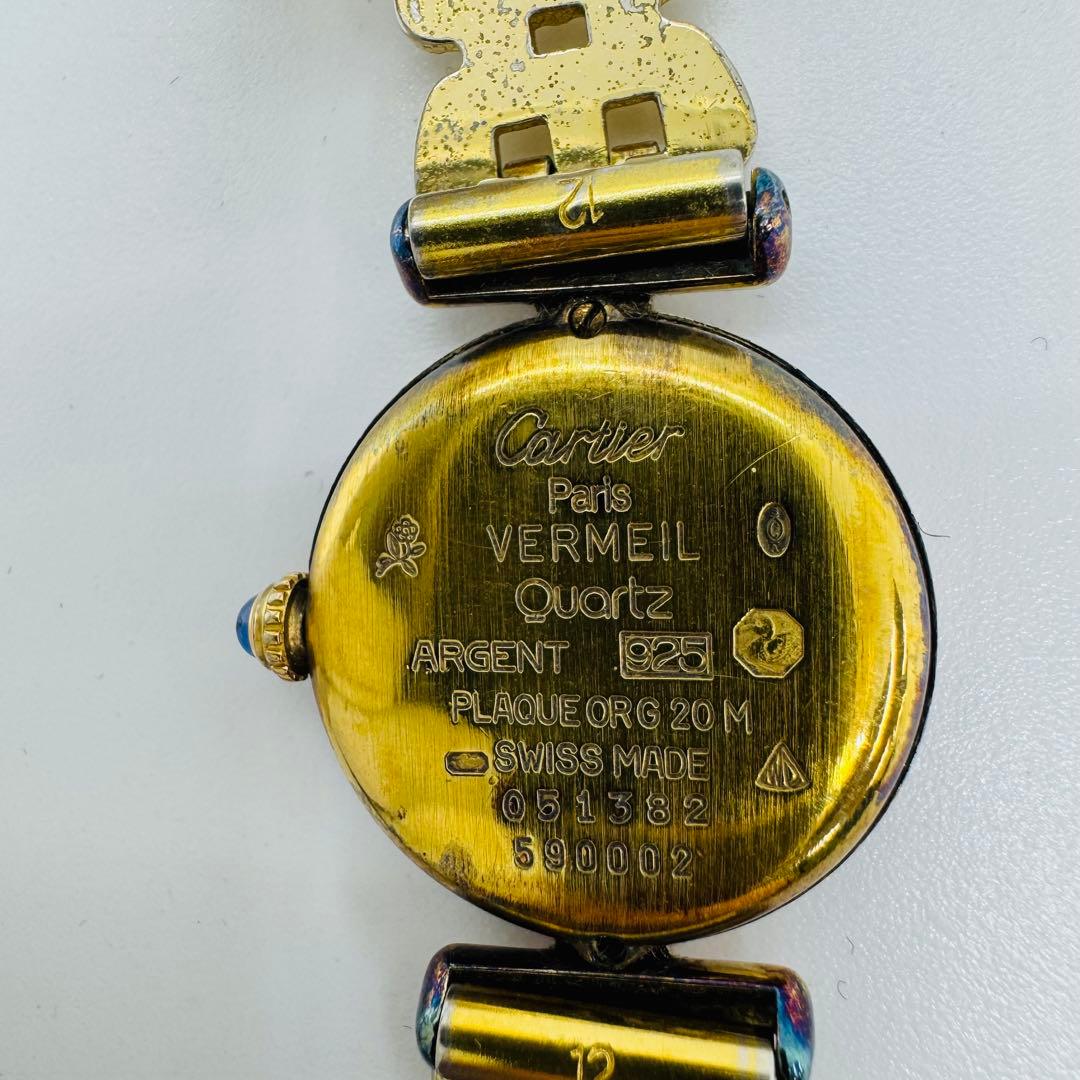 12
Cartier
Paris
VERMEIL
Quartz
ARGENT 925
PLAQUE OR G 20 M
SWISS MADE
051382
590002
12